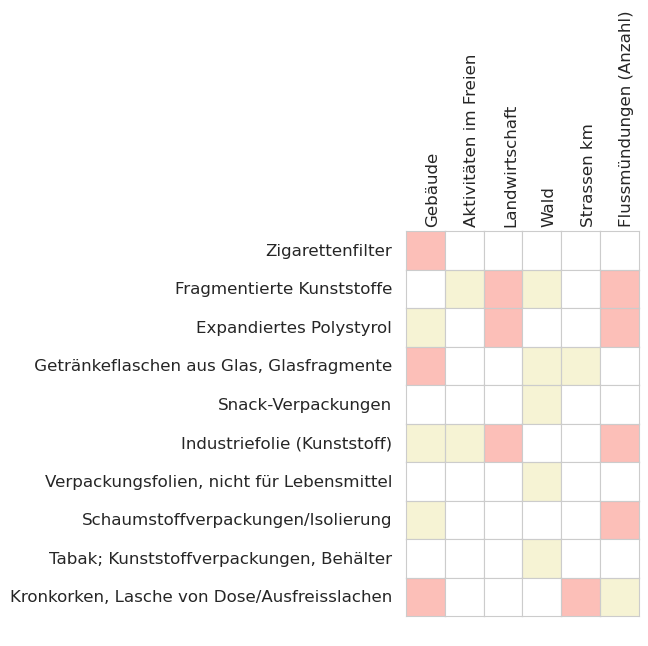 Gebäude
Aktivitäten im Freien
Landwirtschaft
Wald
Strassen km
Flussmündungen (Anzahl)
Zigarettenfilter
Fragmentierte Kunststoffe
Expandiertes Polystyrol
Getränkeflaschen aus Glas, Glasfragmente
Snack-Verpackungen
Industriefolie (Kunststoff)
Verpackungsfolien, nicht für Lebensmittel
Schaumstoffverpackungen/Isolierung
Tabak; Kunststoffverpackungen, Behälter
Kronkorken, Lasche von Dose/Ausfreisslachen